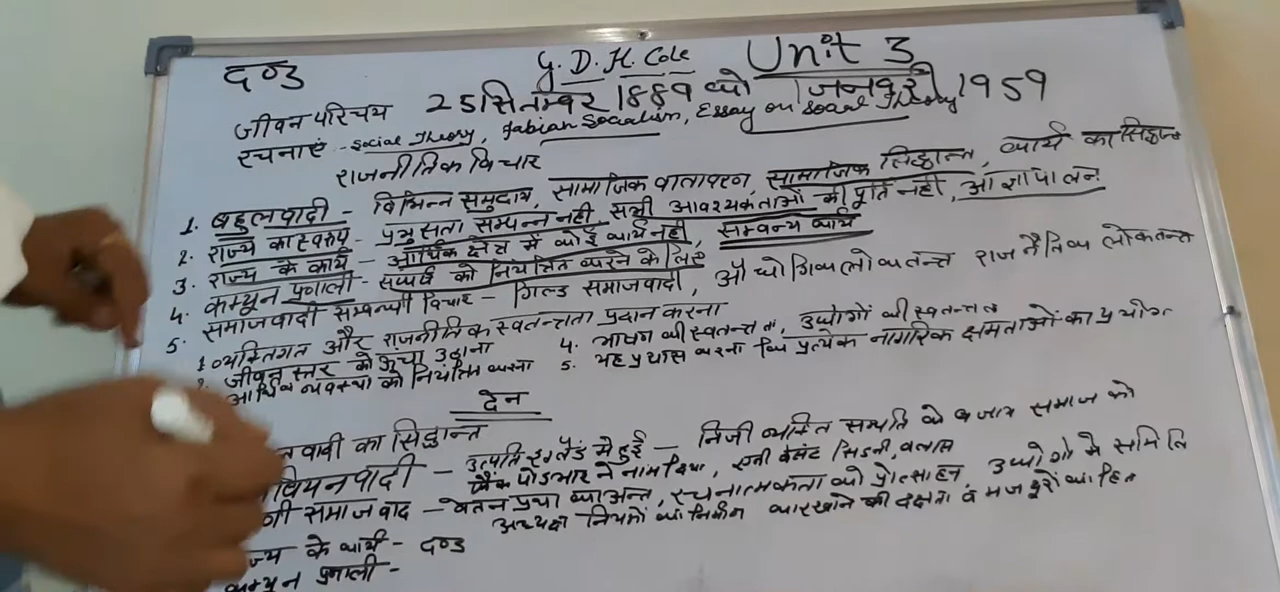 दण्ड
G. D. H. Cole Unit 3
जीवन परिचय 25 सितम्बर 1889 को जनवरी 1959
रचनाएं - Social Theory, Fabian Socialism, Essay on Social Theory
राजनीतिक विचार
1. बहुलवादी - विभिन्न समुदाय, सामाजिक वातावरण, सामाजिक सिद्धान्त, कार्य का सिद्धान्त
2. राज्य का स्वरूप - प्रभुसता सम्पन्न नही, सभी आवश्यकताओं की पूर्ति नही, आज्ञापालन
3. राज्य के कार्य - आर्थिक क्षेत्र में कोई कार्य नही, समन्वय कार्य
4. कम्यून प्रणाली - सघर्ष को नियंत्रित करने के लिए
5. समाजवादी सम्बन्धी विचार - गिल्ड समाजवादी, औधोगिक लोकतन्त्र राजनैतिक लोकतन्त्र
1. व्यक्तिगत और राजनीतिक स्वतन्त्रता प्रदान करना 4. भाषण की स्वतन्त्रता, उधोगों की स्वतन्त्रता
जीवन स्तर को ऊंचा उठाना 5. यह प्रयास करना कि प्रत्येक नागरिक क्षमताओं का प्रयोग
आर्थिक व्यवस्था को नियंत्रित करना
देन
वादी का सिद्धान्त
बियनवादी - उत्पति इग्लैंड मे हुई - निजी व्यक्ति सम्पति के बजाय समाज को
फ्रैंक पोडमार ने नाम दिया, एनी बेसंट सिडनी,
समाजवाद - वेतन प्रथा का अन्त, रचनात्मकता को प्रोत्साहन, उधोगो मे समिति
अध्यक्ष नियमों का निर्माण कारखाने की दक्षता व मजदूरों का हित
ज्य के कार्य - दण्ड
कम्यून प्रणाली -